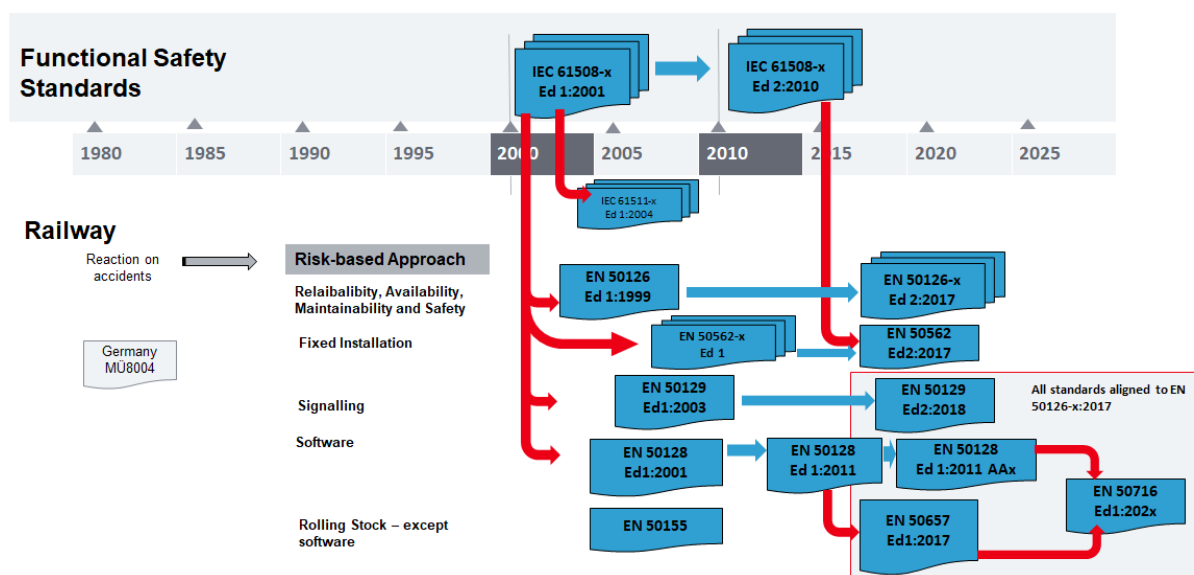 Functional Safety
Standards
IEC 61508-x
Ed 1:2001
IEC 61508-x
Ed 2:2010
1980
1985
1990
1995
2000
2005
2010
2015
2020
2025
IEC 61511-x
Ed 1:2004
Railway
Reaction on
accidents
Risk-based Approach
Relaibalibity, Availability,
Maintainability and Safety
EN 50126
Ed 1:1999
EN 50126-x
Ed 2:2017
Fixed Installation
EN 50562-x
Ed 1
EN 50562
Ed2:2017
Germany
MÜ8004
All standards aligned to EN
50126-x:2017
Signalling
EN 50129
Ed1:2003
EN 50129
Ed2:2018
Software
EN 50128
Ed1:2001
EN 50128
Ed 1:2011
EN 50128
Ed 1:2011 AAx
EN 50716
Ed1:202x
Rolling Stock – except
software
EN 50155
EN 50657
Ed1:2017